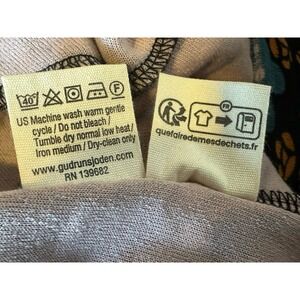 40
US Machine wash warm gentle
cycle / Do not bleach /
Tumble dry normal low heat /
Iron medium / Dry-clean only
www.gudrunsjoden.com
RN 139682
FR
quefairedemesdechets.fr